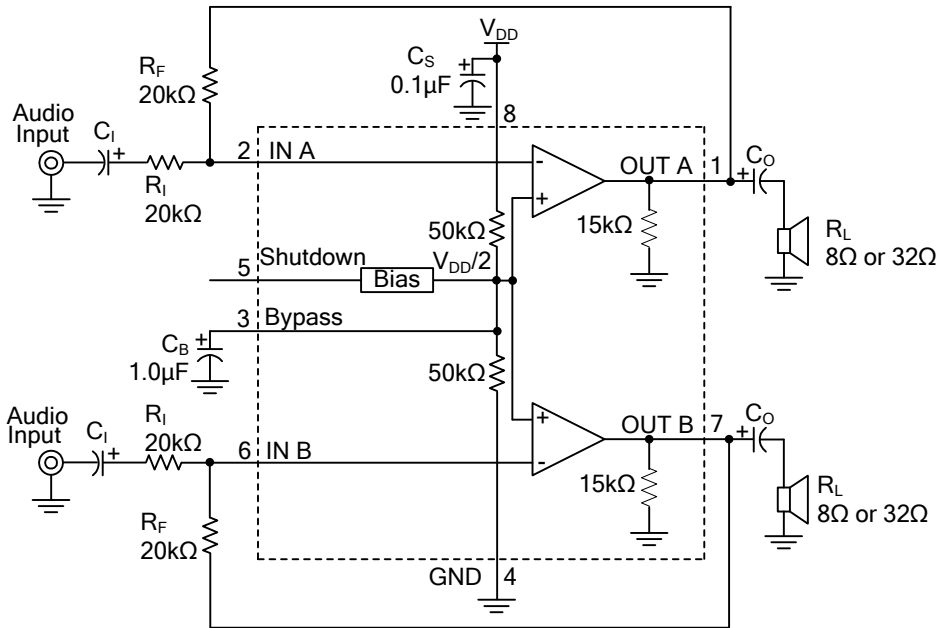 V_DD
C_S
+
0.1µF
8
R_F
20kΩ
Audio
Input
C_I
+
R_I
20kΩ
2 IN A
-
+
OUT A 1
C_O
+
15kΩ
R_L
8Ω or 32Ω
50kΩ
5 Shutdown
Bias
V_DD/2
3 Bypass
+
C_B
1.0µF
50kΩ
Audio
Input
C_I
+
R_I
20kΩ
6 IN B
+
-
OUT B 7
C_O
+
15kΩ
R_L
8Ω or 32Ω
R_F
20kΩ
GND 4